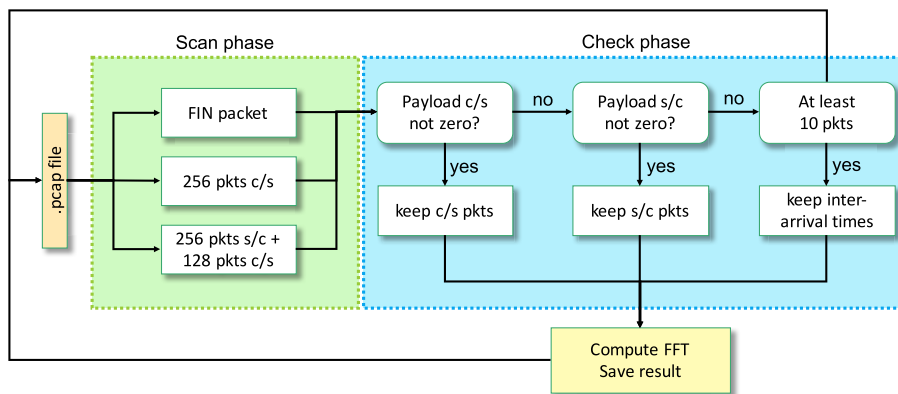 Scan phase
Check phase
.pcap file
FIN packet
256 pkts c/s
256 pkts s/c +
128 pkts c/s
Payload c/s
not zero?
no
Payload s/c
not zero?
no
At least
10 pkts
yes
yes
yes
keep c/s pkts
keep s/c pkts
keep inter-
arrival times
Compute FFT
Save result